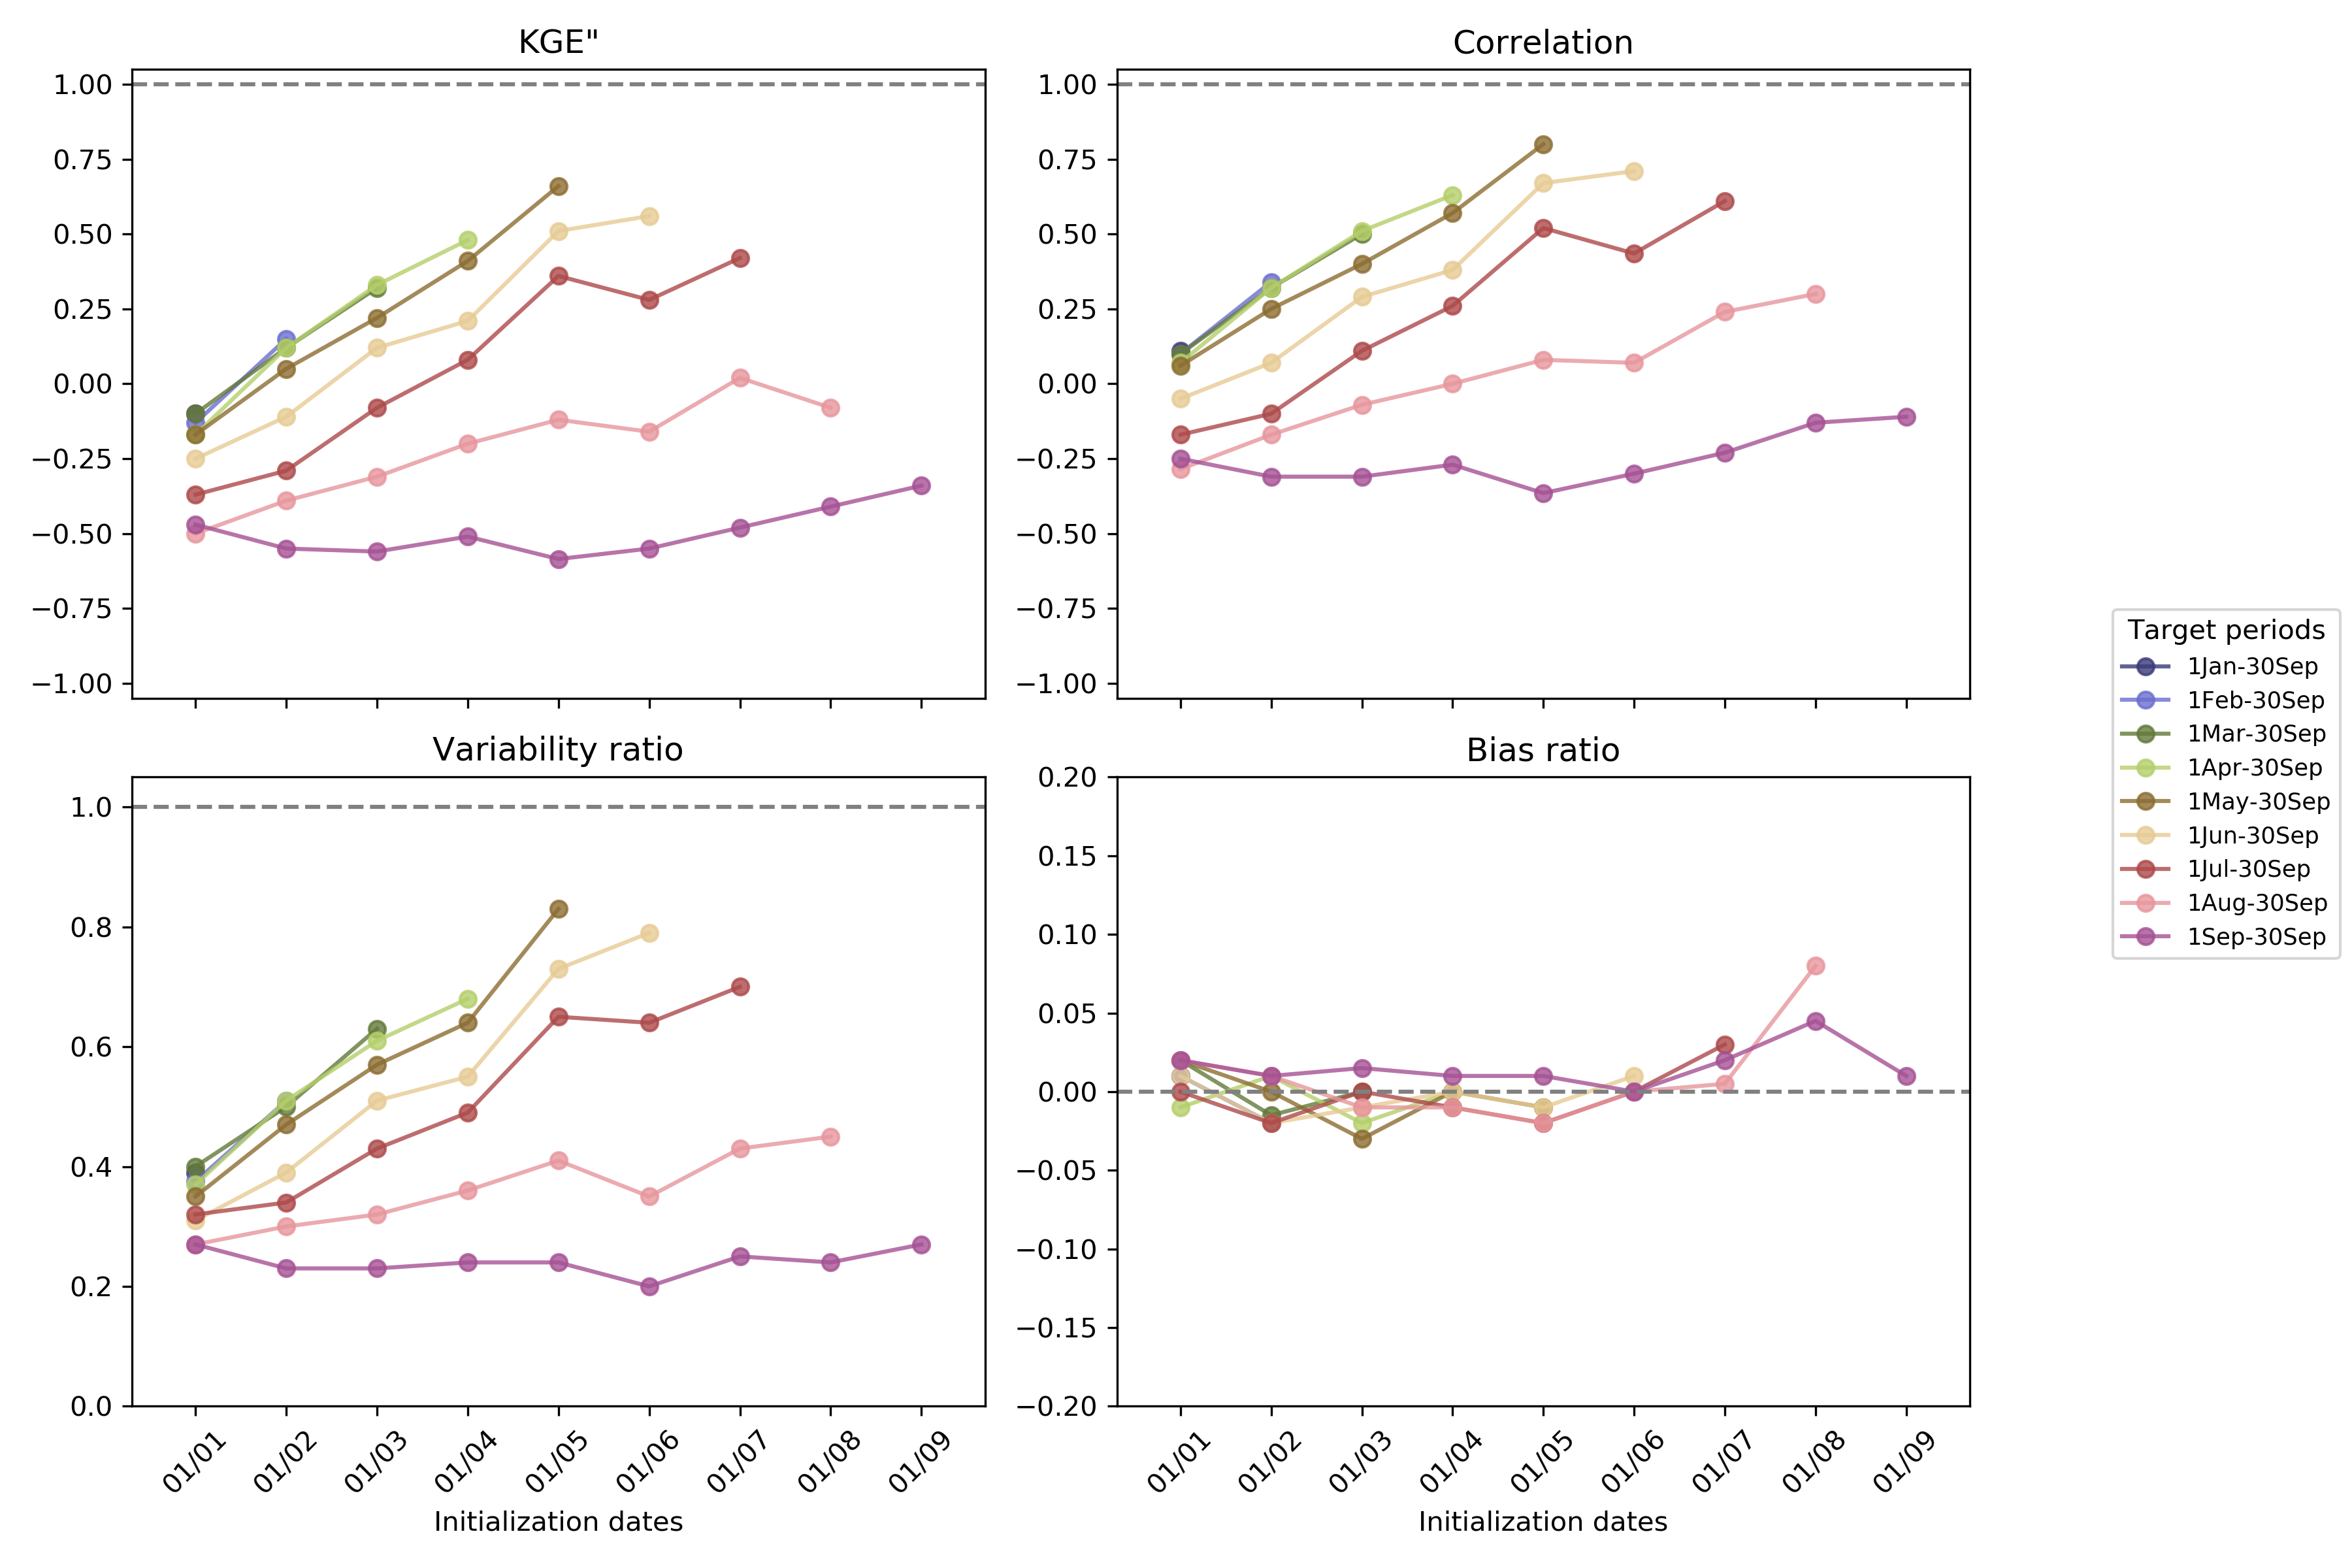 KGE"
1.00
0.75
0.50
0.25
0.00
−0.25
−0.50
−0.75
−1.00
Correlation
1.00
0.75
0.50
0.25
0.00
−0.25
−0.50
−0.75
−1.00
Variability ratio
1.0
0.8
0.6
0.4
0.2
0.0
01/01 01/02 01/03 01/04 01/05 01/06 01/07 01/08 01/09
Initialization dates
Bias ratio
0.20
0.15
0.10
0.05
0.00
−0.05
−0.10
−0.15
−0.20
01/01 01/02 01/03 01/04 01/05 01/06 01/07 01/08 01/09
Initialization dates
Target periods
1Jan-30Sep
1Feb-30Sep
1Mar-30Sep
1Apr-30Sep
1May-30Sep
1Jun-30Sep
1Jul-30Sep
1Aug-30Sep
1Sep-30Sep